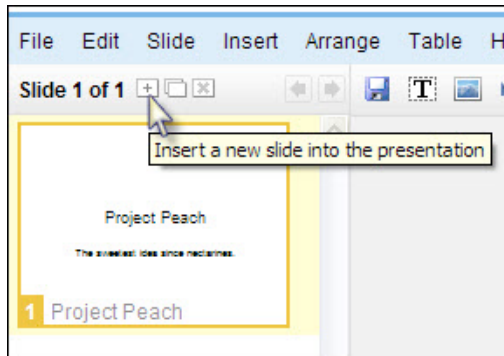 File Edit Slide Insert Arrange Table H
Slide 1 of 1
T
Insert a new slide into the presentation
Project Peach
The sweetest idea since nectarines.
1 Project Peach